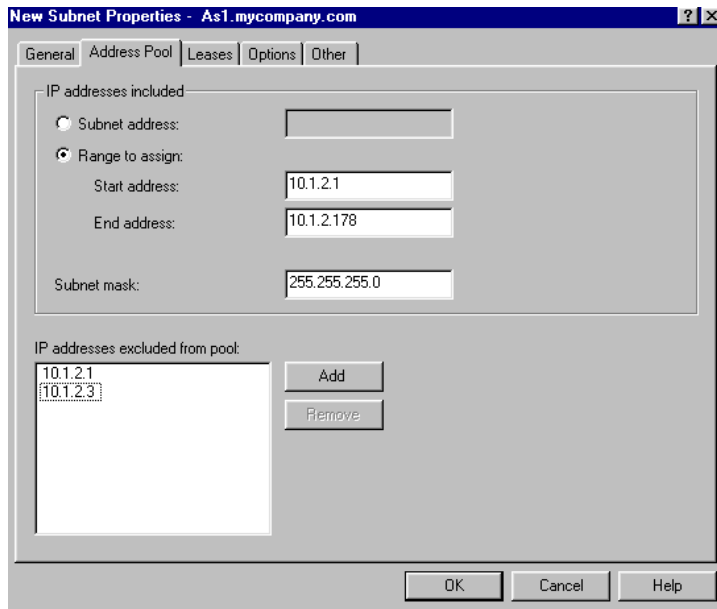 New Subnet Properties - As1.mycompany.com
General Address Pool Leases Options Other
IP addresses included
Subnet address:
Range to assign:
Start address: 10.1.2.1
End address: 10.1.2.178
Subnet mask: 255.255.255.0
IP addresses excluded from pool:
10.1.2.1
10.1.2.3
Add
Remove
OK Cancel Help